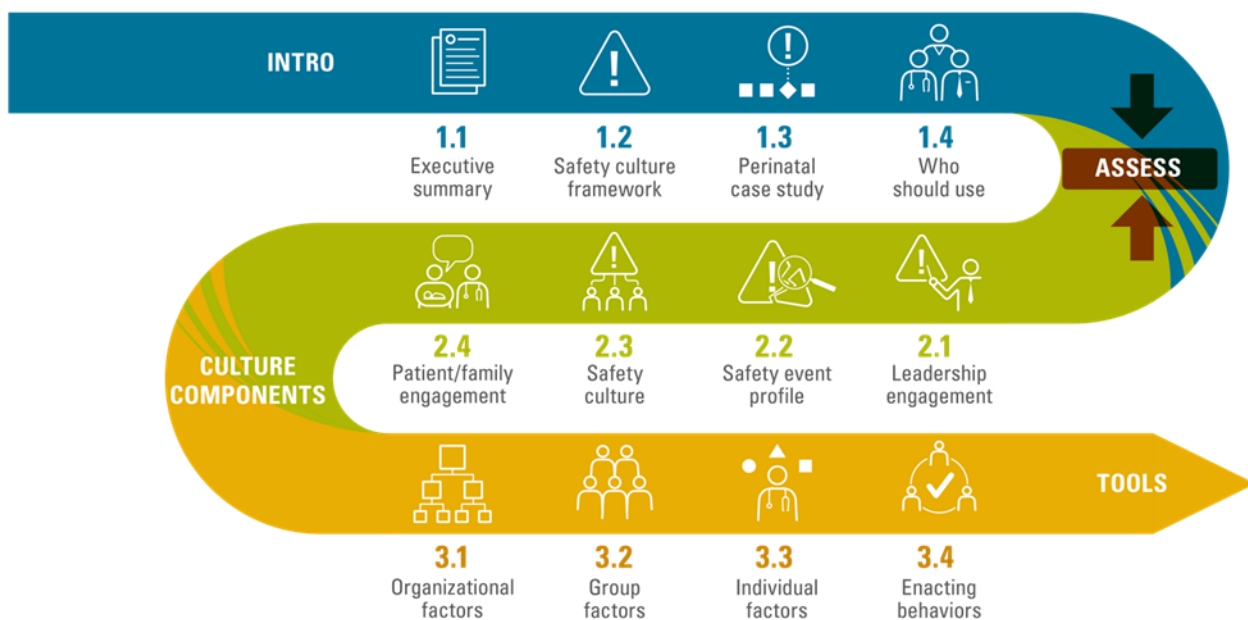 INTRO
1.1
Executive
summary
1.2
Safety culture
framework
1.3
Perinatal
case study
1.4
Who
should use
ASSESS
2.4
Patient/family
engagement
2.3
Safety
culture
2.2
Safety event
profile
2.1
Leadership
engagement
CULTURE
COMPONENTS
3.1
Organizational
factors
3.2
Group
factors
3.3
Individual
factors
3.4
Enacting
behaviors
TOOLS